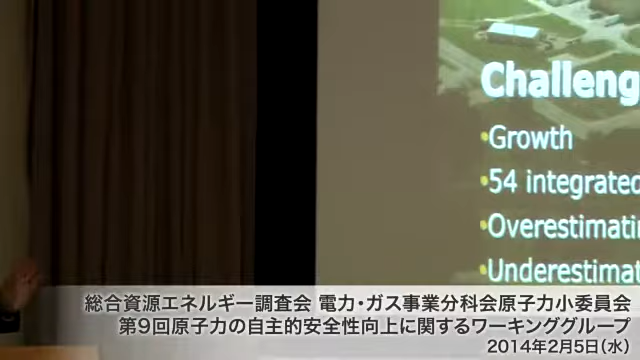 Challeng
•Growth
•54 integrated
•Overestimatin
•Underestimat
総合資源エネルギー調査会 電力・ガス事業分科会原子力小委員会
第9回原子力の自主的安全性向上に関するワーキンググループ
2014年2月5日(水)